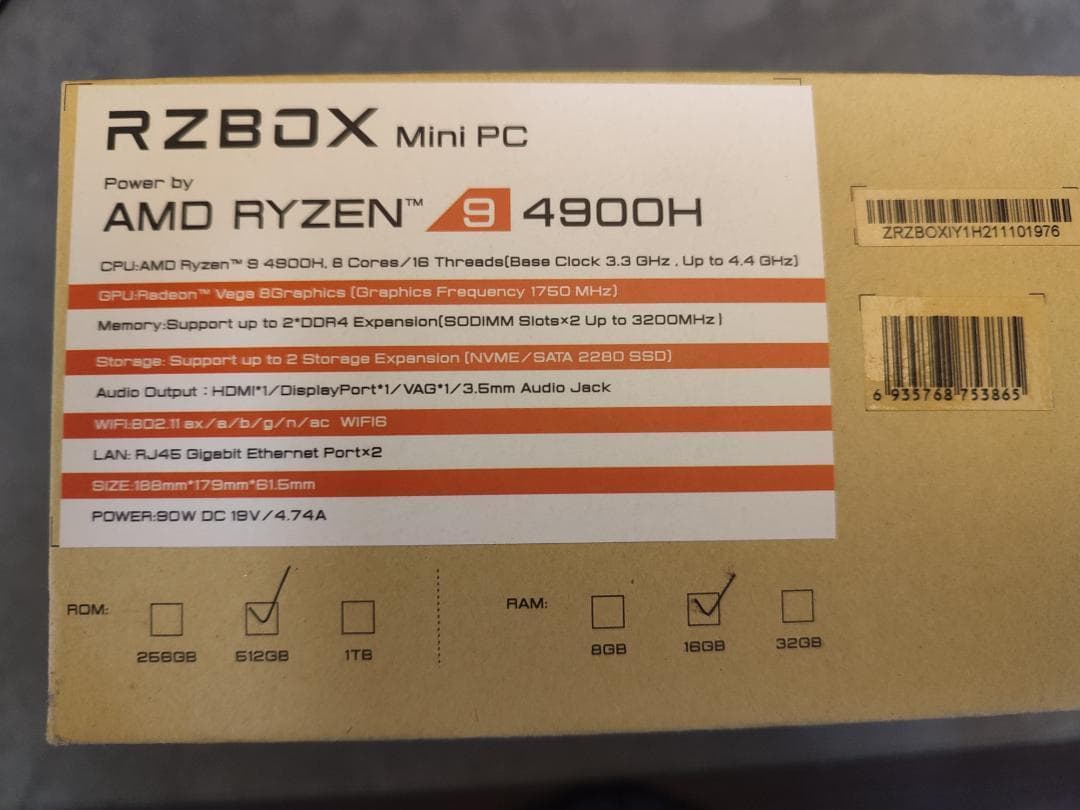 RZBOX Mini PC
Power by
AMD RYZEN™ 9 4900H
CPU:AMD Ryzen™ 9 4900H, 8 Cores/16 Threads(Base Clock 3.3 GHz , Up to 4.4 GHz)
GPU:Radeon™ Vega 8Graphics (Graphics Frequency 1750 MHz)
Memory:Support up to 2*DDR4 Expansion(SODIMM Slots×2 Up to 3200MHz)
Storage: Support up to 2 Storage Expansion (NVME/SATA 2280 SSD)
Audio Output : HDMI*1/DisplayPort*1/VAG*1/3.5mm Audio Jack
WIFI:802.11 ax/a/b/g/n/ac WIFI6
LAN: RJ45 Gigabit Ethernet Port×2
SIZE:188mm*179mm*61.5mm
POWER:90W DC 19V/4.74A
ZRZBOXIY1H211101976
6 935768 753865
ROM:
256GB 512GB 1TB
RAM:
8GB 16GB 32GB